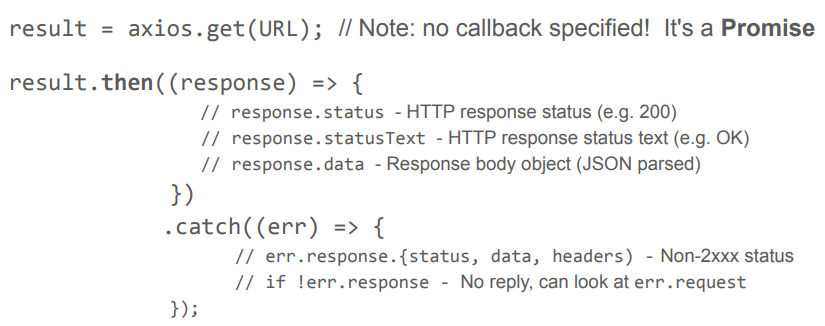 result = axios.get(URL); // Note: no callback specified!  It's a Promise
result.then((response) => {
// response.status - HTTP response status (e.g. 200)
// response.statusText - HTTP response status text (e.g. OK)
// response.data - Response body object (JSON parsed)
})
.catch((err) => {
// err.response.{status, data, headers) - Non-2xxx status
// if !err.response - No reply, can look at err.request
});